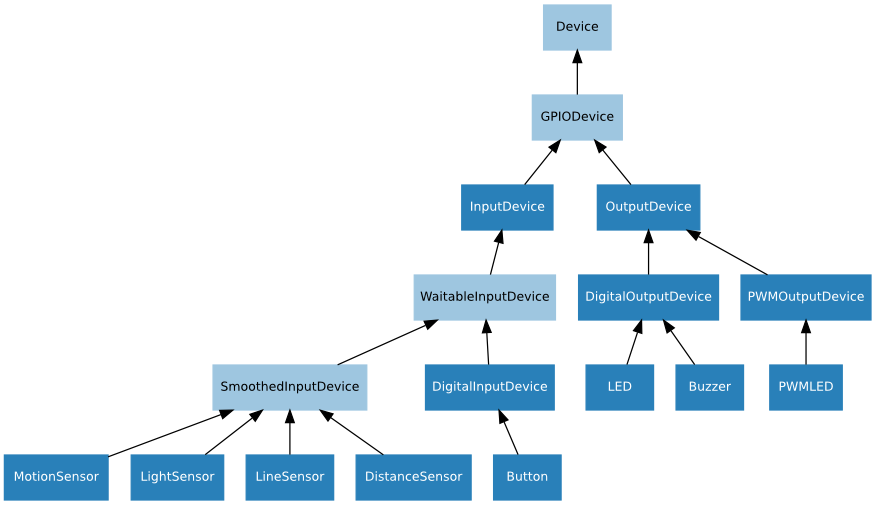 Device
GPIODevice
InputDevice
OutputDevice
WaitableInputDevice
DigitalOutputDevice
PWMOutputDevice
SmoothedInputDevice
DigitalInputDevice
LED
Buzzer
PWMLED
MotionSensor
LightSensor
LineSensor
DistanceSensor
Button